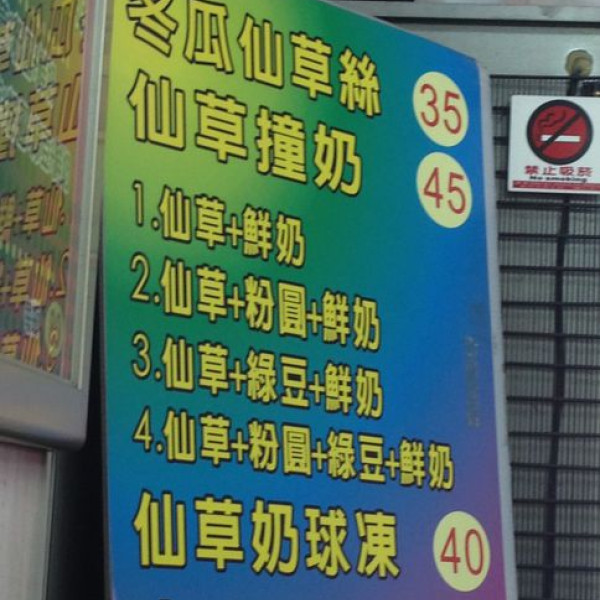 冬瓜仙草絲 35
仙草撞奶 45
1.仙草+鮮奶
2.仙草+粉圓+鮮奶
3.仙草+綠豆+鮮奶
4.仙草+粉圓+綠豆+鮮奶
仙草奶球凍 40
禁止吸菸
No smoking